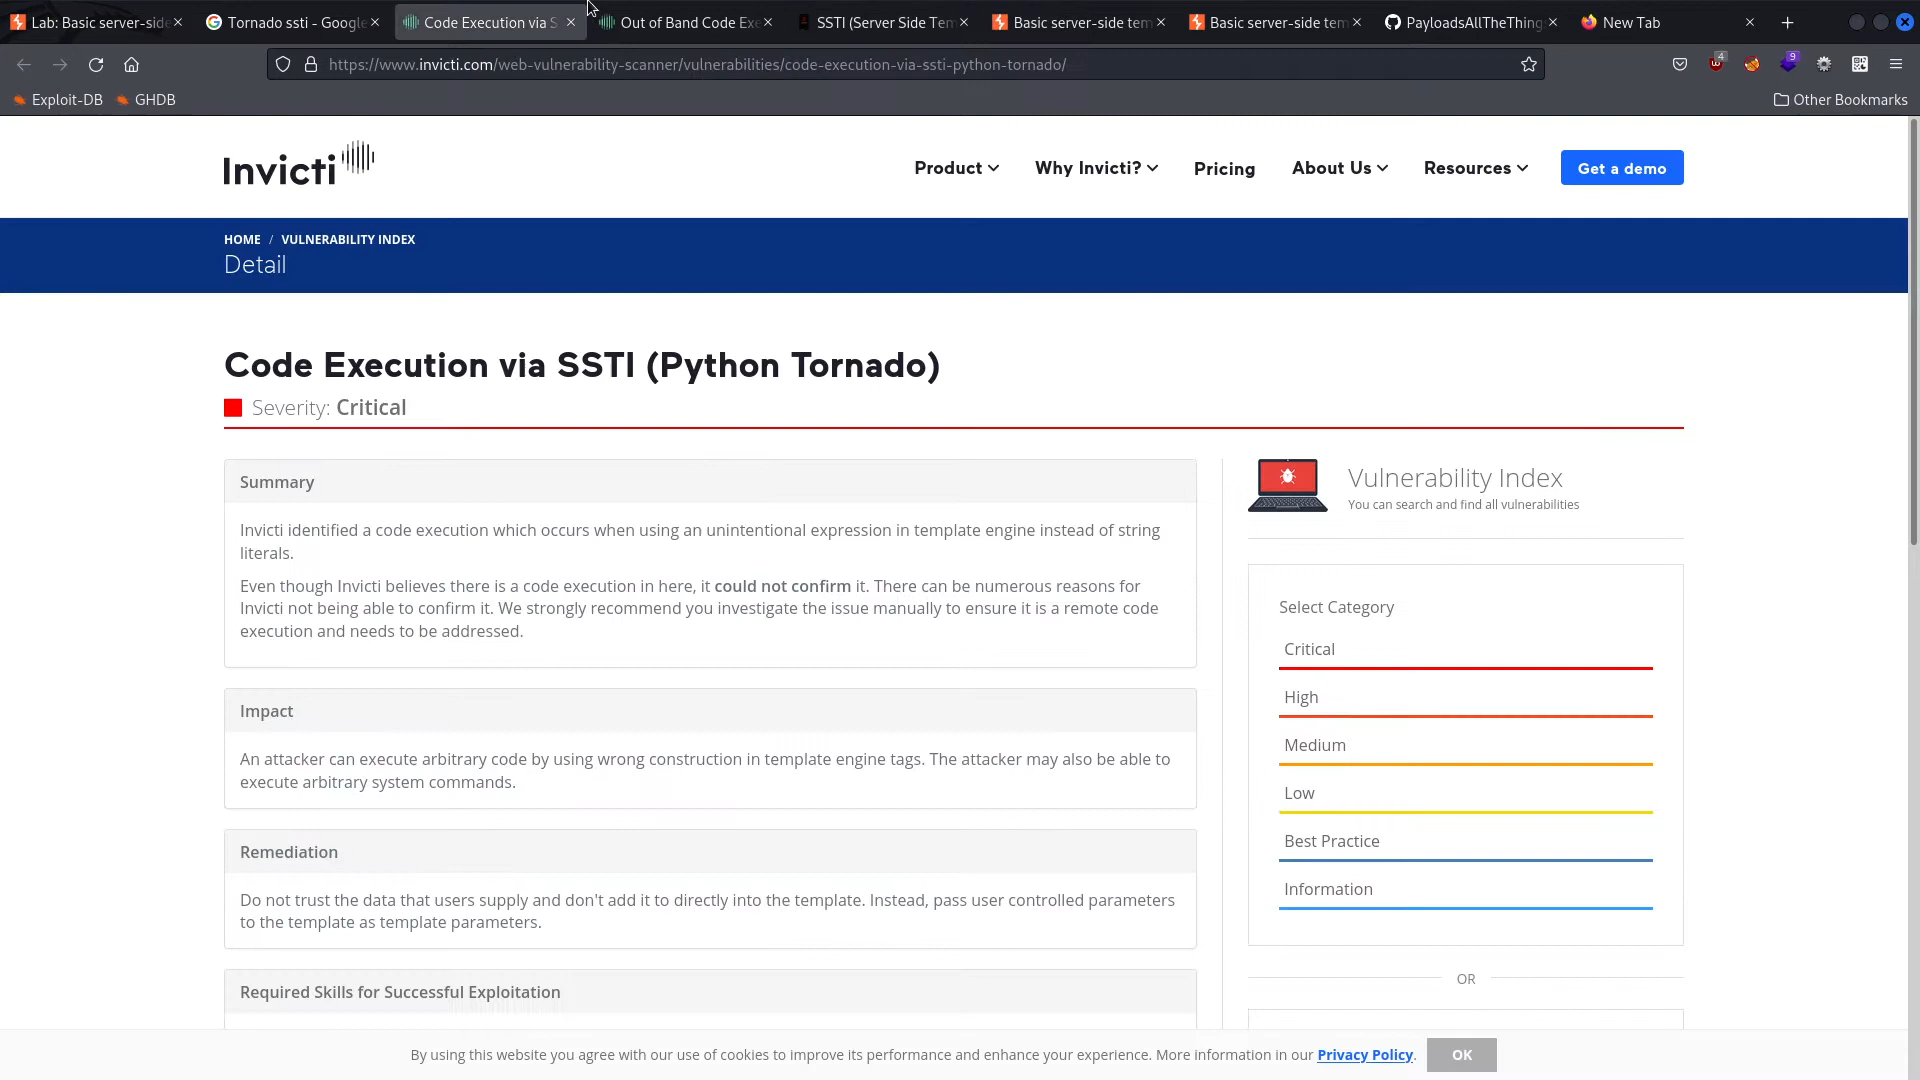 Lab: Basic server-side
Tornado ssti - Google
Code Execution via S
Out of Band Code Exe
SSTI (Server Side Tem
Basic server-side tem
Basic server-side tem
PayloadsAllTheThing
New Tab
https://www.invicti.com/web-vulnerability-scanner/vulnerabilities/code-execution-via-ssti-python-tornado/
4
9
Exploit-DB
GHDB
Other Bookmarks
Invicti
Product
Why Invicti?
Pricing
About Us
Resources
Get a demo
HOME / VULNERABILITY INDEX
Detail
Code Execution via SSTI (Python Tornado)
Severity: Critical
Summary
Invicti identified a code execution which occurs when using an unintentional expression in template engine instead of string
literals.
Even though Invicti believes there is a code execution in here, it could not confirm it. There can be numerous reasons for
Invicti not being able to confirm it. We strongly recommend you investigate the issue manually to ensure it is a remote code
execution and needs to be addressed.
Impact
An attacker can execute arbitrary code by using wrong construction in template engine tags. The attacker may also be able to
execute arbitrary system commands.
Remediation
Do not trust the data that users supply and don't add it to directly into the template. Instead, pass user controlled parameters
to the template as template parameters.
Required Skills for Successful Exploitation
Vulnerability Index
You can search and find all vulnerabilities
Select Category
Critical
High
Medium
Low
Best Practice
Information
OR
By using this website you agree with our use of cookies to improve its performance and enhance your experience. More information in our Privacy Policy.
OK